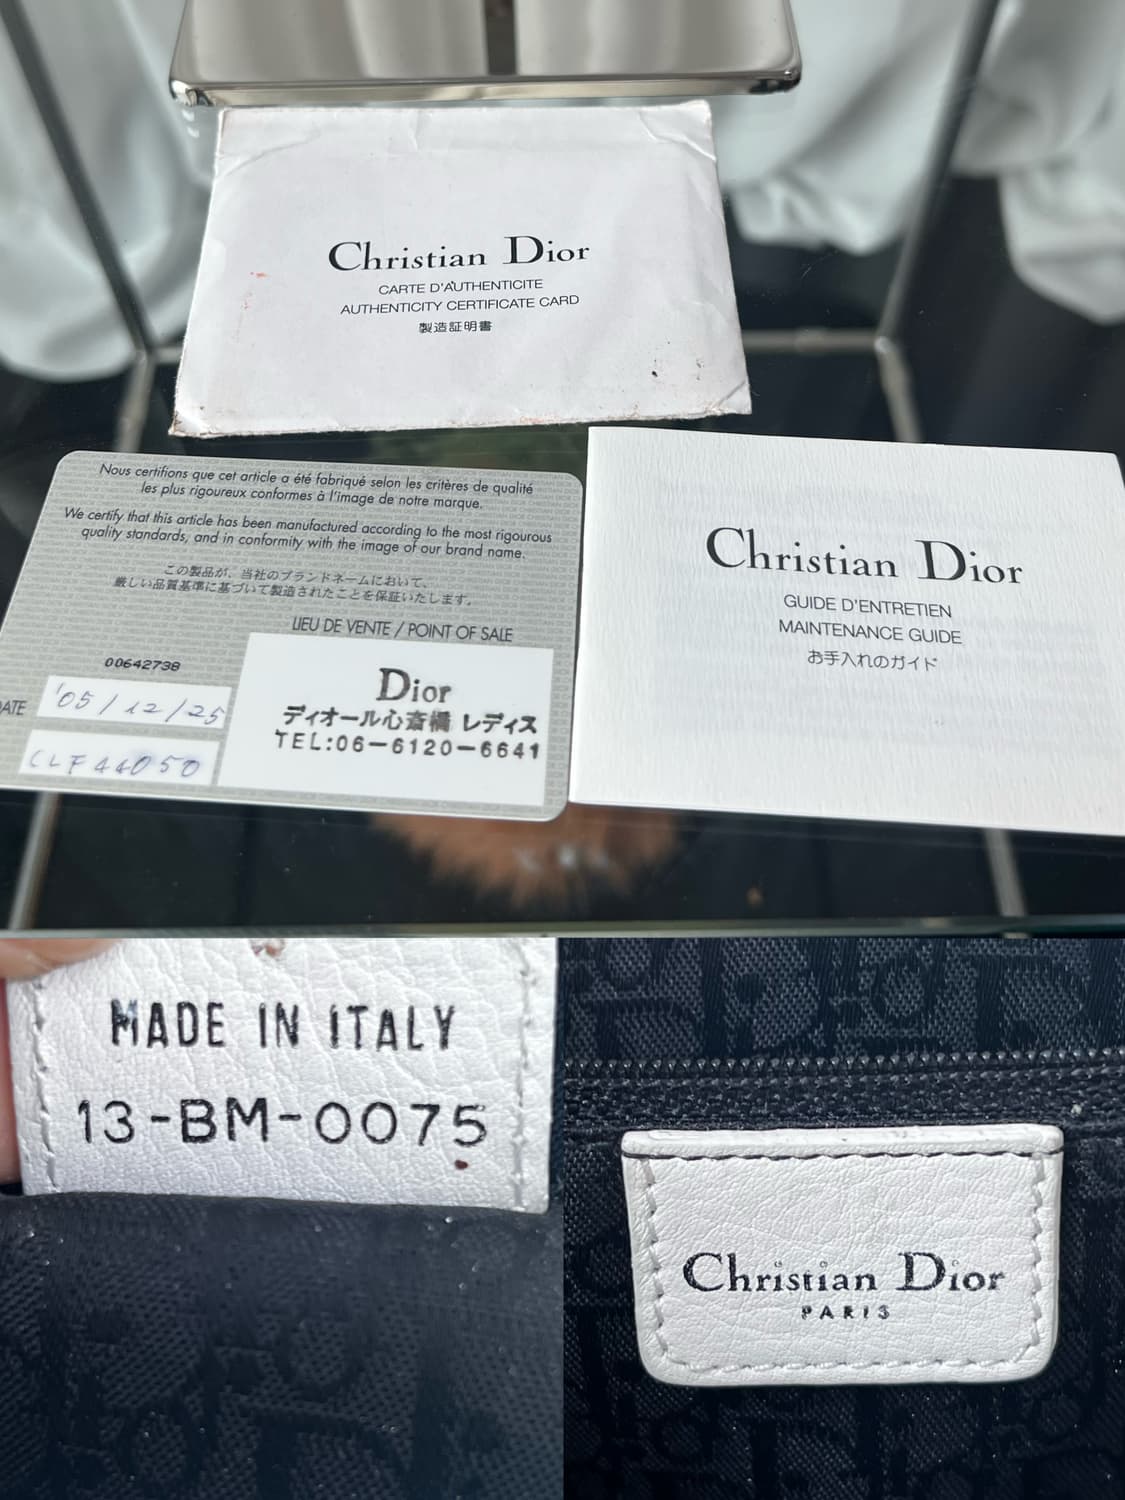 Christian Dior
CARTE D'AUTHENTICITE
AUTHENTICITY CERTIFICATE CARD
製造証明書
Nous certifions que cet article a été fabriqué selon les critères de qualité
les plus rigoureux conformes à l'image de notre marque.
We certify that this article has been manufactured according to the most rigourous
quality standards, and in conformity with the image of our brand name.
この製品が、当社のブランドネームにおいて、
厳しい品質基準に基づいて製造されたことを保証いたします。
LIEU DE VENTE / POINT OF SALE
00642738
DATE '05/12/25
CLF44050
Dior
ディオール心斎橋 レディス
TEL:06-6120-6641
Christian Dior
GUIDE D'ENTRETIEN
MAINTENANCE GUIDE
お手入れのガイド
MADE IN ITALY
13-BM-0075
Christian Dior
PARIS